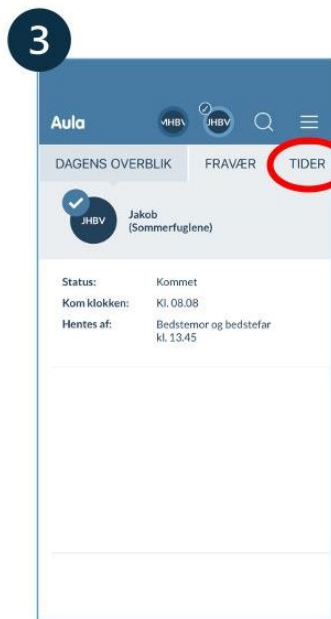 3
Aula MHBV JHBV
DAGENS OVERBLIK FRAVÆR TIDER
JHBV
Jakob
(Sommerfuglene)
Status: Kommet
Kom klokken: Kl. 08.08
Hentes af: Bedstemor og bedstefar
kl. 13.45